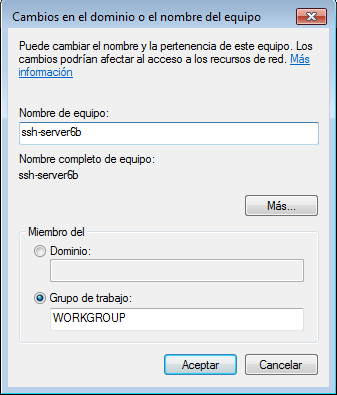 Cambios en el dominio o el nombre del equipo
Puede cambiar el nombre y la pertenencia de este equipo. Los
cambios podrían afectar al acceso a los recursos de red. Más
información
Nombre de equipo:
ssh-server6b
Nombre completo de equipo:
ssh-server6b
Más...
Miembro del
Dominio:
Grupo de trabajo:
WORKGROUP
Aceptar
Cancelar